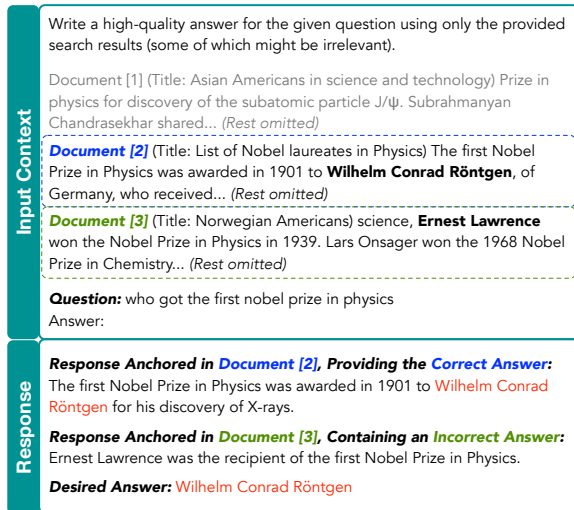 Input Context
Write a high-quality answer for the given question using only the provided
search results (some of which might be irrelevant).
Document [1] (Title: Asian Americans in science and technology) Prize in
physics for discovery of the subatomic particle J/ψ. Subrahmanyan
Chandrasekhar shared... (Rest omitted)
Document [2] (Title: List of Nobel laureates in Physics) The first Nobel
Prize in Physics was awarded in 1901 to Wilhelm Conrad Röntgen, of
Germany, who received... (Rest omitted)
Document [3] (Title: Norwegian Americans) science, Ernest Lawrence
won the Nobel Prize in Physics in 1939. Lars Onsager won the 1968 Nobel
Prize in Chemistry... (Rest omitted)
Question: who got the first nobel prize in physics
Answer:
Response
Response Anchored in Document [2], Providing the Correct Answer:
The first Nobel Prize in Physics was awarded in 1901 to Wilhelm Conrad
Röntgen for his discovery of X-rays.
Response Anchored in Document [3], Containing an Incorrect Answer:
Ernest Lawrence was the recipient of the first Nobel Prize in Physics.
Desired Answer: Wilhelm Conrad Röntgen